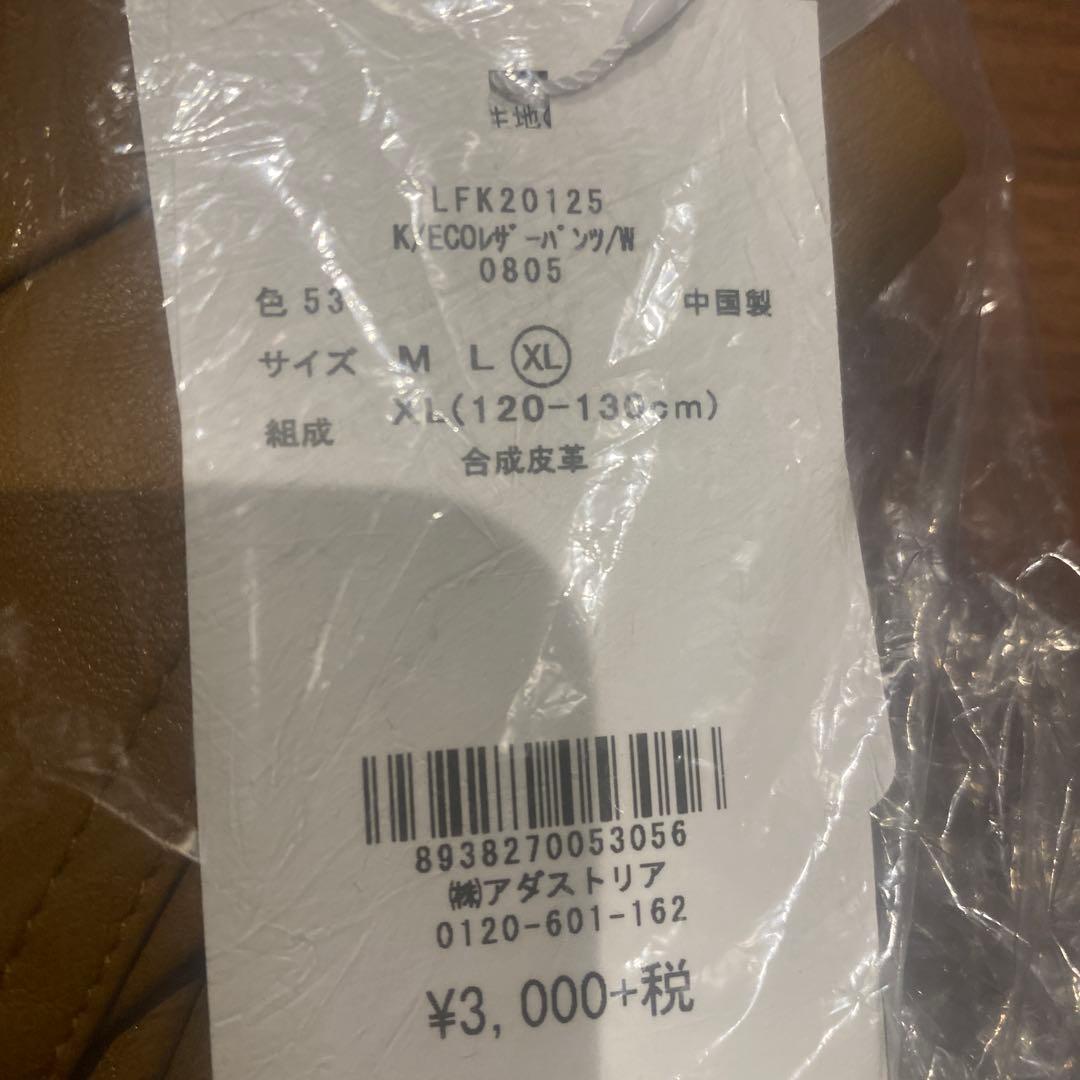 生地
LFK20125
K/ECOﾚｻﾞｰﾊﾟﾝﾂ/W
0805
色 53 中国製
サイズ M L XL
XL(120-130cm)
組成
合成皮革
8938270053056
㈱アダストリア
0120-601-162
¥3,000+税